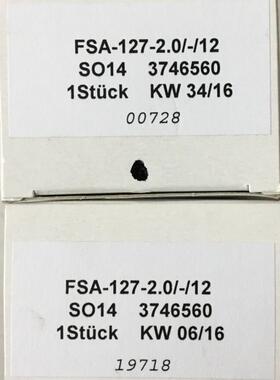 FSA-127-2.0/-/12
SO14 3746560
1Stück KW 34/16
00728
FSA-127-2.0/-/12
SO14 3746560
1Stück KW 06/16
19718